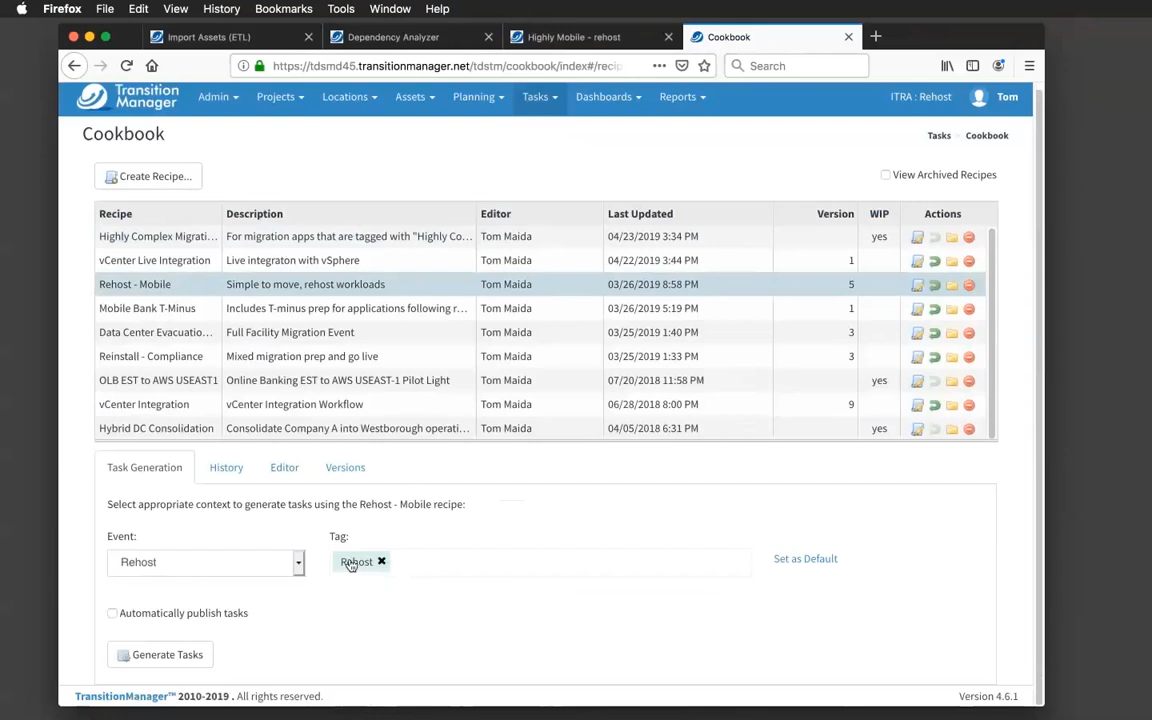 Firefox File Edit View History Bookmarks Tools Window Help
Import Assets (ETL) Dependency Analyzer Highly Mobile - rehost Cookbook
https://tdsmd45.transitionmanager.net/tdstm/cookbook/index#/reci Search
Transition Manager Admin Projects Locations Assets Planning Tasks Dashboards Reports ITRA : Rehost Tom
Cookbook Tasks Cookbook
Create Recipe... View Archived Recipes
Recipe Description Editor Last Updated Version WIP Actions
Highly Complex Migrati... For migration apps that are tagged with "Highly Co... Tom Maida 04/23/2019 3:34 PM yes
vCenter Live Integration Live integraton with vSphere Tom Maida 04/22/2019 3:44 PM 1
Rehost - Mobile Simple to move, rehost workloads Tom Maida 03/26/2019 8:58 PM 5
Mobile Bank T-Minus Includes T-minus prep for applications following r... Tom Maida 03/26/2019 5:19 PM 1
Data Center Evacuatio... Full Facility Migration Event Tom Maida 03/25/2019 1:40 PM 3
Reinstall - Compliance Mixed migration prep and go live Tom Maida 03/25/2019 1:33 PM 3
OLB EST to AWS USEAST1 Online Banking EST to AWS USEAST-1 Pilot Light Tom Maida 07/20/2018 11:58 PM yes
vCenter Integration vCenter Integration Workflow Tom Maida 06/28/2018 8:00 PM 9
Hybrid DC Consolidation Consolidate Company A into Westborough operati... Tom Maida 04/05/2018 6:31 PM yes
Task Generation History Editor Versions
Select appropriate context to generate tasks using the Rehost - Mobile recipe:
Event: Tag:
Rehost Rehost Set as Default
Automatically publish tasks
Generate Tasks
TransitionManager™ 2010-2019 . All rights reserved. Version 4.6.1